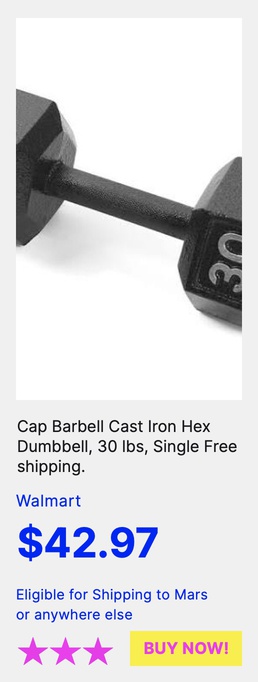 30
Cap Barbell Cast Iron Hex
Dumbbell, 30 lbs, Single Free
shipping.
Walmart
$42.97
Eligible for Shipping to Mars
or anywhere else
BUY NOW!